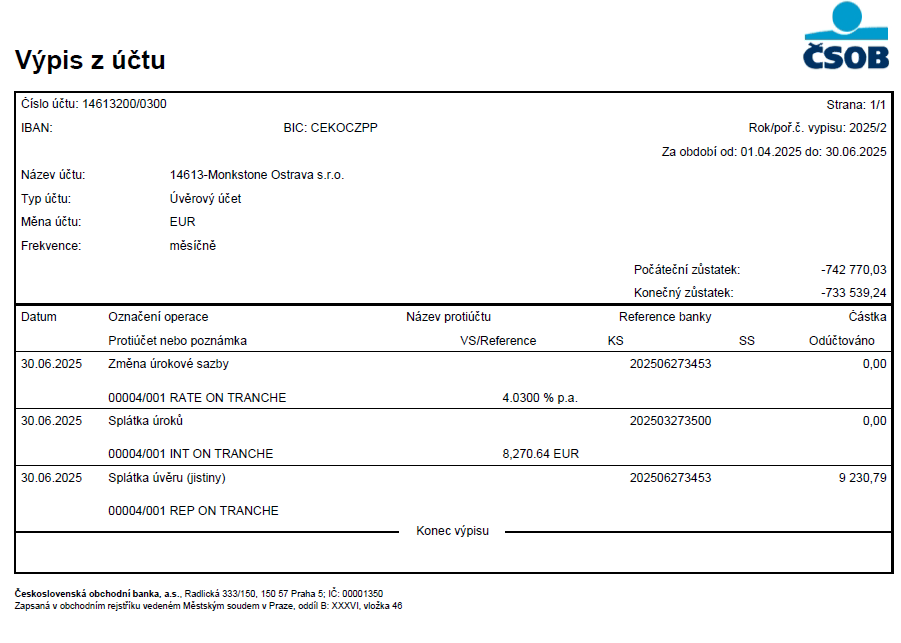 ČSOB
Výpis z účtu
Číslo účtu: 14613200/0300 Strana: 1/1
IBAN: BIC: CEKOCZPP Rok/poř.č. vypisu: 2025/2
Za období od: 01.04.2025 do: 30.06.2025
Název účtu: 14613-Monkstone Ostrava s.r.o.
Typ účtu: Úvěrový účet
Měna účtu: EUR
Frekvence: měsíčně
Počáteční zůstatek: -742 770,03
Konečný zůstatek: -733 539,24
Datum Označení operace Název protiúčtu Reference banky Částka
Protiúčet nebo poznámka VS/Reference KS SS Odúčtováno
30.06.2025 Změna úrokové sazby 202506273453 0,00
00004/001 RATE ON TRANCHE 4.0300 % p.a.
30.06.2025 Splátka úroků 202503273500 0,00
00004/001 INT ON TRANCHE 8,270.64 EUR
30.06.2025 Splátka úvěru (jistiny) 202506273453 9 230,79
00004/001 REP ON TRANCHE
Konec výpisu
Československá obchodní banka, a.s., Radlická 333/150, 150 57 Praha 5; IČ: 00001350
Zapsaná v obchodním rejstříku vedeném Městským soudem v Praze, oddíl B: XXXVI, vložka 46